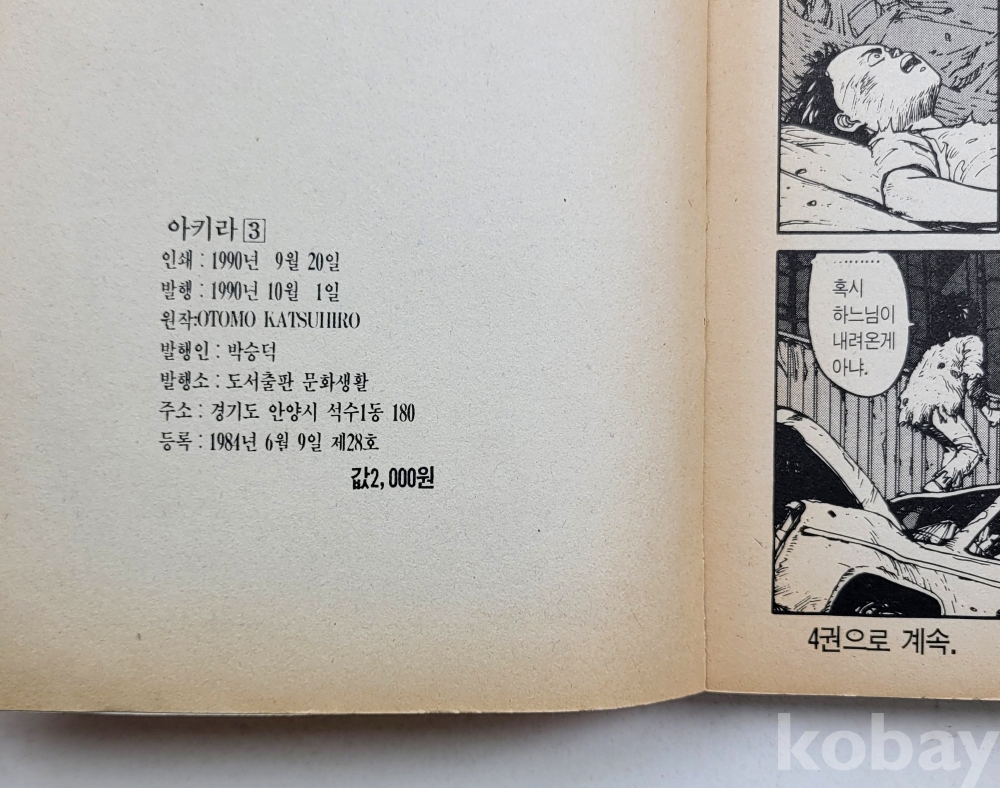 아키라 3
인쇄 : 1990년 9월 20일
발행 : 1990년 10월 1일
원작:OTOMO KATSUHIRO
발행인 : 박승덕
발행소 : 도서출판 문화생활
주소 : 경기도 안양시 석수1동 180
등록 : 1984년 6월 9일 제28호
값2,000원
..........
혹시
하느님이
내려온게
아냐.
4권으로 계속.
kobay